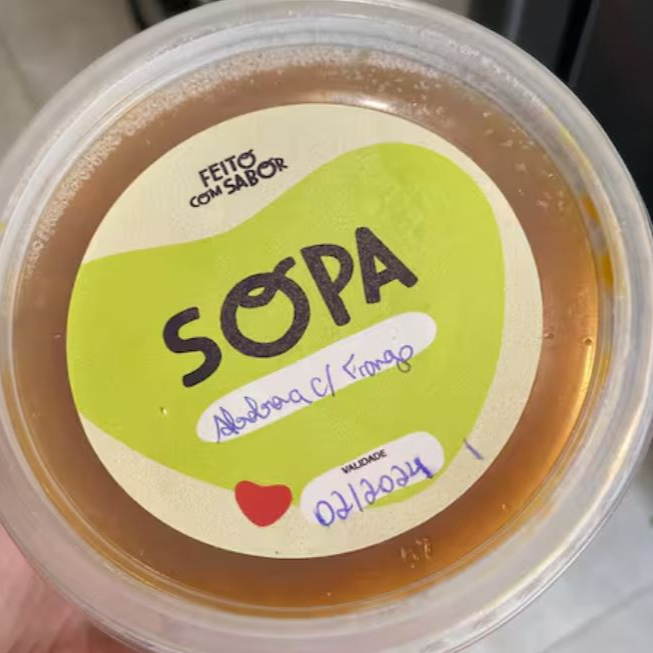 FEITO
COM SABOR
SOPA
Abobora c/ Frango
VALIDADE
02/2024